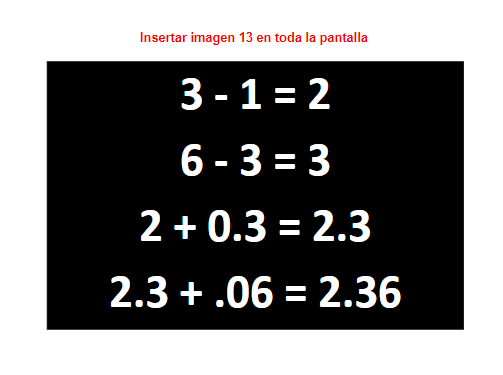 Insertar imagen 13 en toda la pantalla
3 - 1 = 2
6 - 3 = 3
2 + 0.3 = 2.3
2.3 + .06 = 2.36